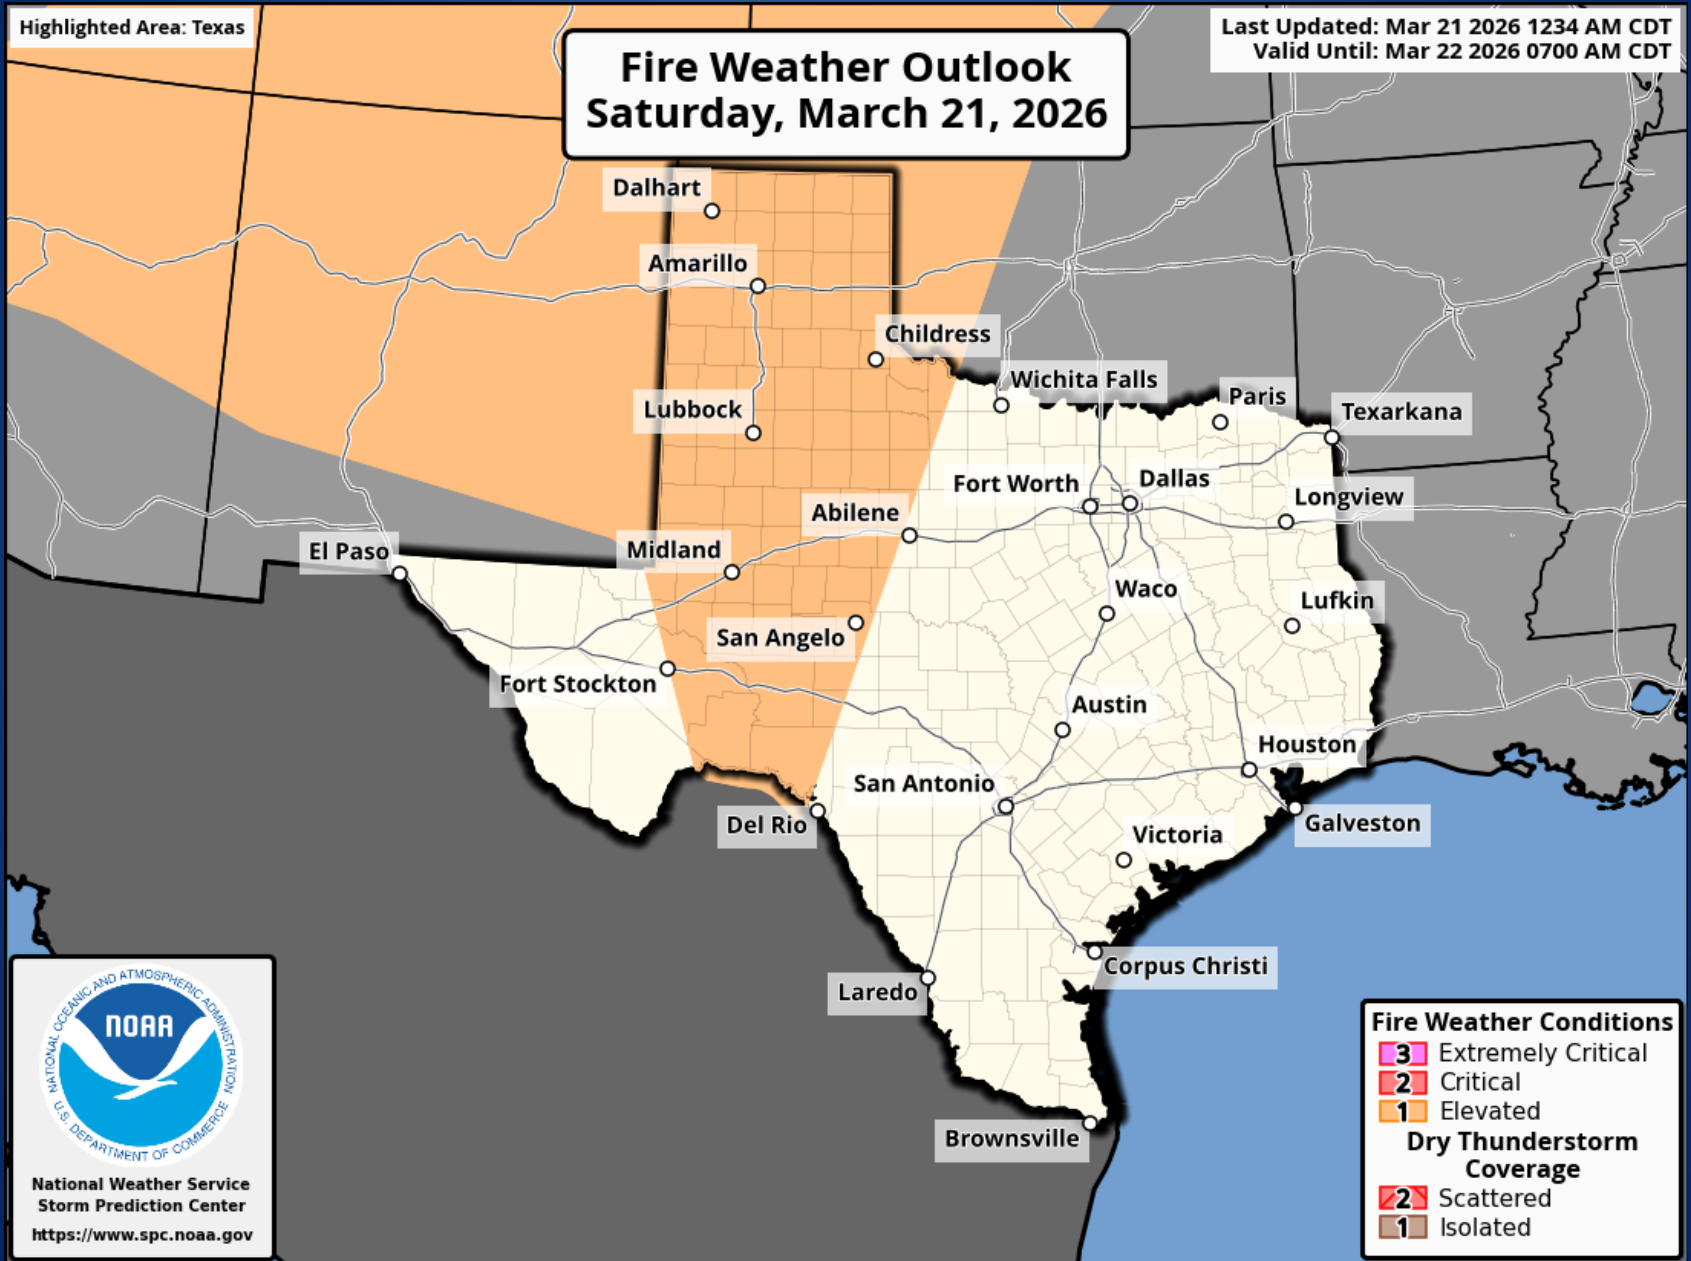 Highlighted Area: Texas
Fire Weather Outlook
Saturday, March 21, 2026
Last Updated: Mar 21 2026 1234 AM CDT
Valid Until: Mar 22 2026 0700 AM CDT
Dalhart
Amarillo
Childress
Wichita Falls
Paris
Texarkana
Lubbock
Fort Worth
Dallas
Longview
Abilene
El Paso
Midland
Waco
Lufkin
San Angelo
Fort Stockton
Austin
Houston
San Antonio
Del Rio
Galveston
Victoria
Corpus Christi
Laredo
Brownsville
NATIONAL OCEANIC AND ATMOSPHERIC ADMINISTRATION
NOAA
U.S. DEPARTMENT OF COMMERCE
National Weather Service
Storm Prediction Center
https://www.spc.noaa.gov
Fire Weather Conditions
3 Extremely Critical
2 Critical
1 Elevated
Dry Thunderstorm
Coverage
2 Scattered
1 Isolated